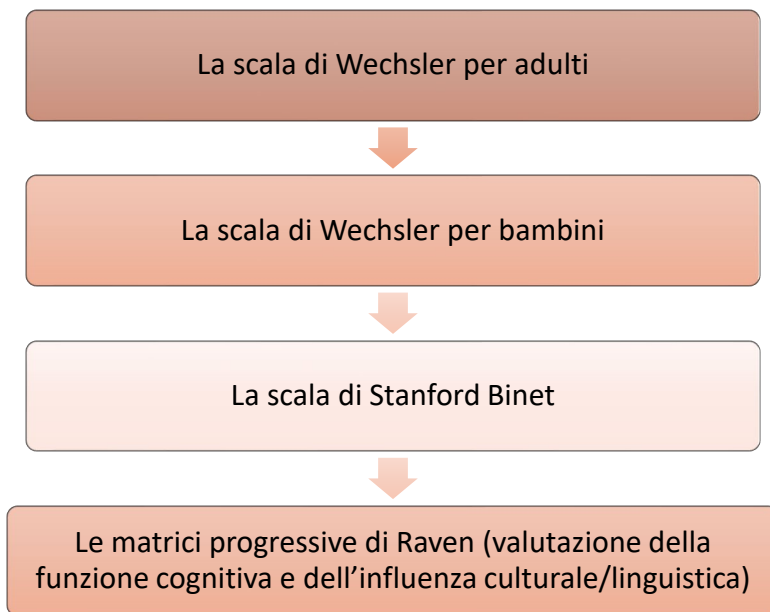 La scala di Wechsler per adulti
La scala di Wechsler per bambini
La scala di Stanford Binet
Le matrici progressive di Raven (valutazione della
funzione cognitiva e dell’influenza culturale/linguistica)